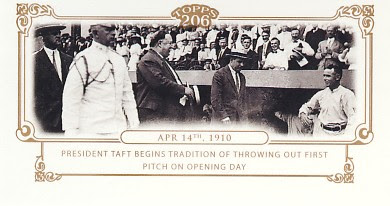 TOPPS
206
APR 14TH, 1910
PRESIDENT TAFT BEGINS TRADITION OF THROWING OUT FIRST
PITCH ON OPENING DAY